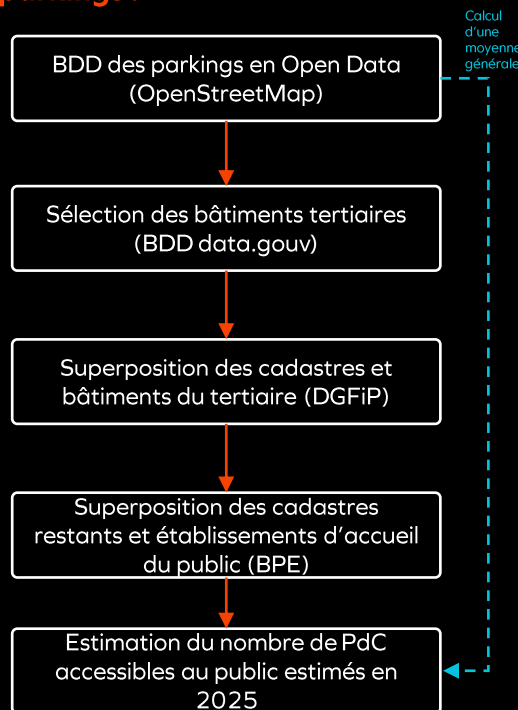 parkings :
Calcul
d'une
moyenne
générale
BDD des parkings en Open Data
(OpenStreetMap)
Sélection des bâtiments tertiaires
(BDD data.gouv)
Superposition des cadastres et
bâtiments du tertiaire (DGFiP)
Superposition des cadastres
restants et établissements d'accueil
du public (BPE)
Estimation du nombre de PdC
accessibles au public estimés en
2025